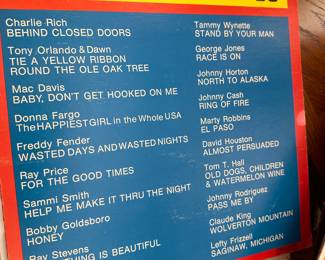 Charlie Rich
BEHIND CLOSED DOORS
Tony Orlando & Dawn
TIE A YELLOW RIBBON
ROUND THE OLE OAK TREE
Mac Davis
BABY, DON'T GET HOOKED ON ME
Donna Fargo
The HAPPIEST GIRL in the Whole USA
Freddy Fender
WASTED DAYS AND WASTED NIGHTS
Ray Price
FOR THE GOOD TIMES
Sammi Smith
HELP ME MAKE IT THRU THE NIGHT
Bobby Goldsboro
HONEY
Ray Stevens
THING IS BEAUTIFUL
Tammy Wynette
STAND BY YOUR MAN
George Jones
RACE IS ON
Johnny Horton
NORTH TO ALASKA
Johnny Cash
RING OF FIRE
Marty Robbins
EL PASO
David Houston
ALMOST PERSUADED
Tom T. Hall
OLD DOGS, CHILDREN
& WATERMELON WINE
Johnny Rodriguez
PASS ME BY
Claude King
WOLVERTON MOUNTAIN
Lefty Frizzell
SAGINAW, MICHIGAN